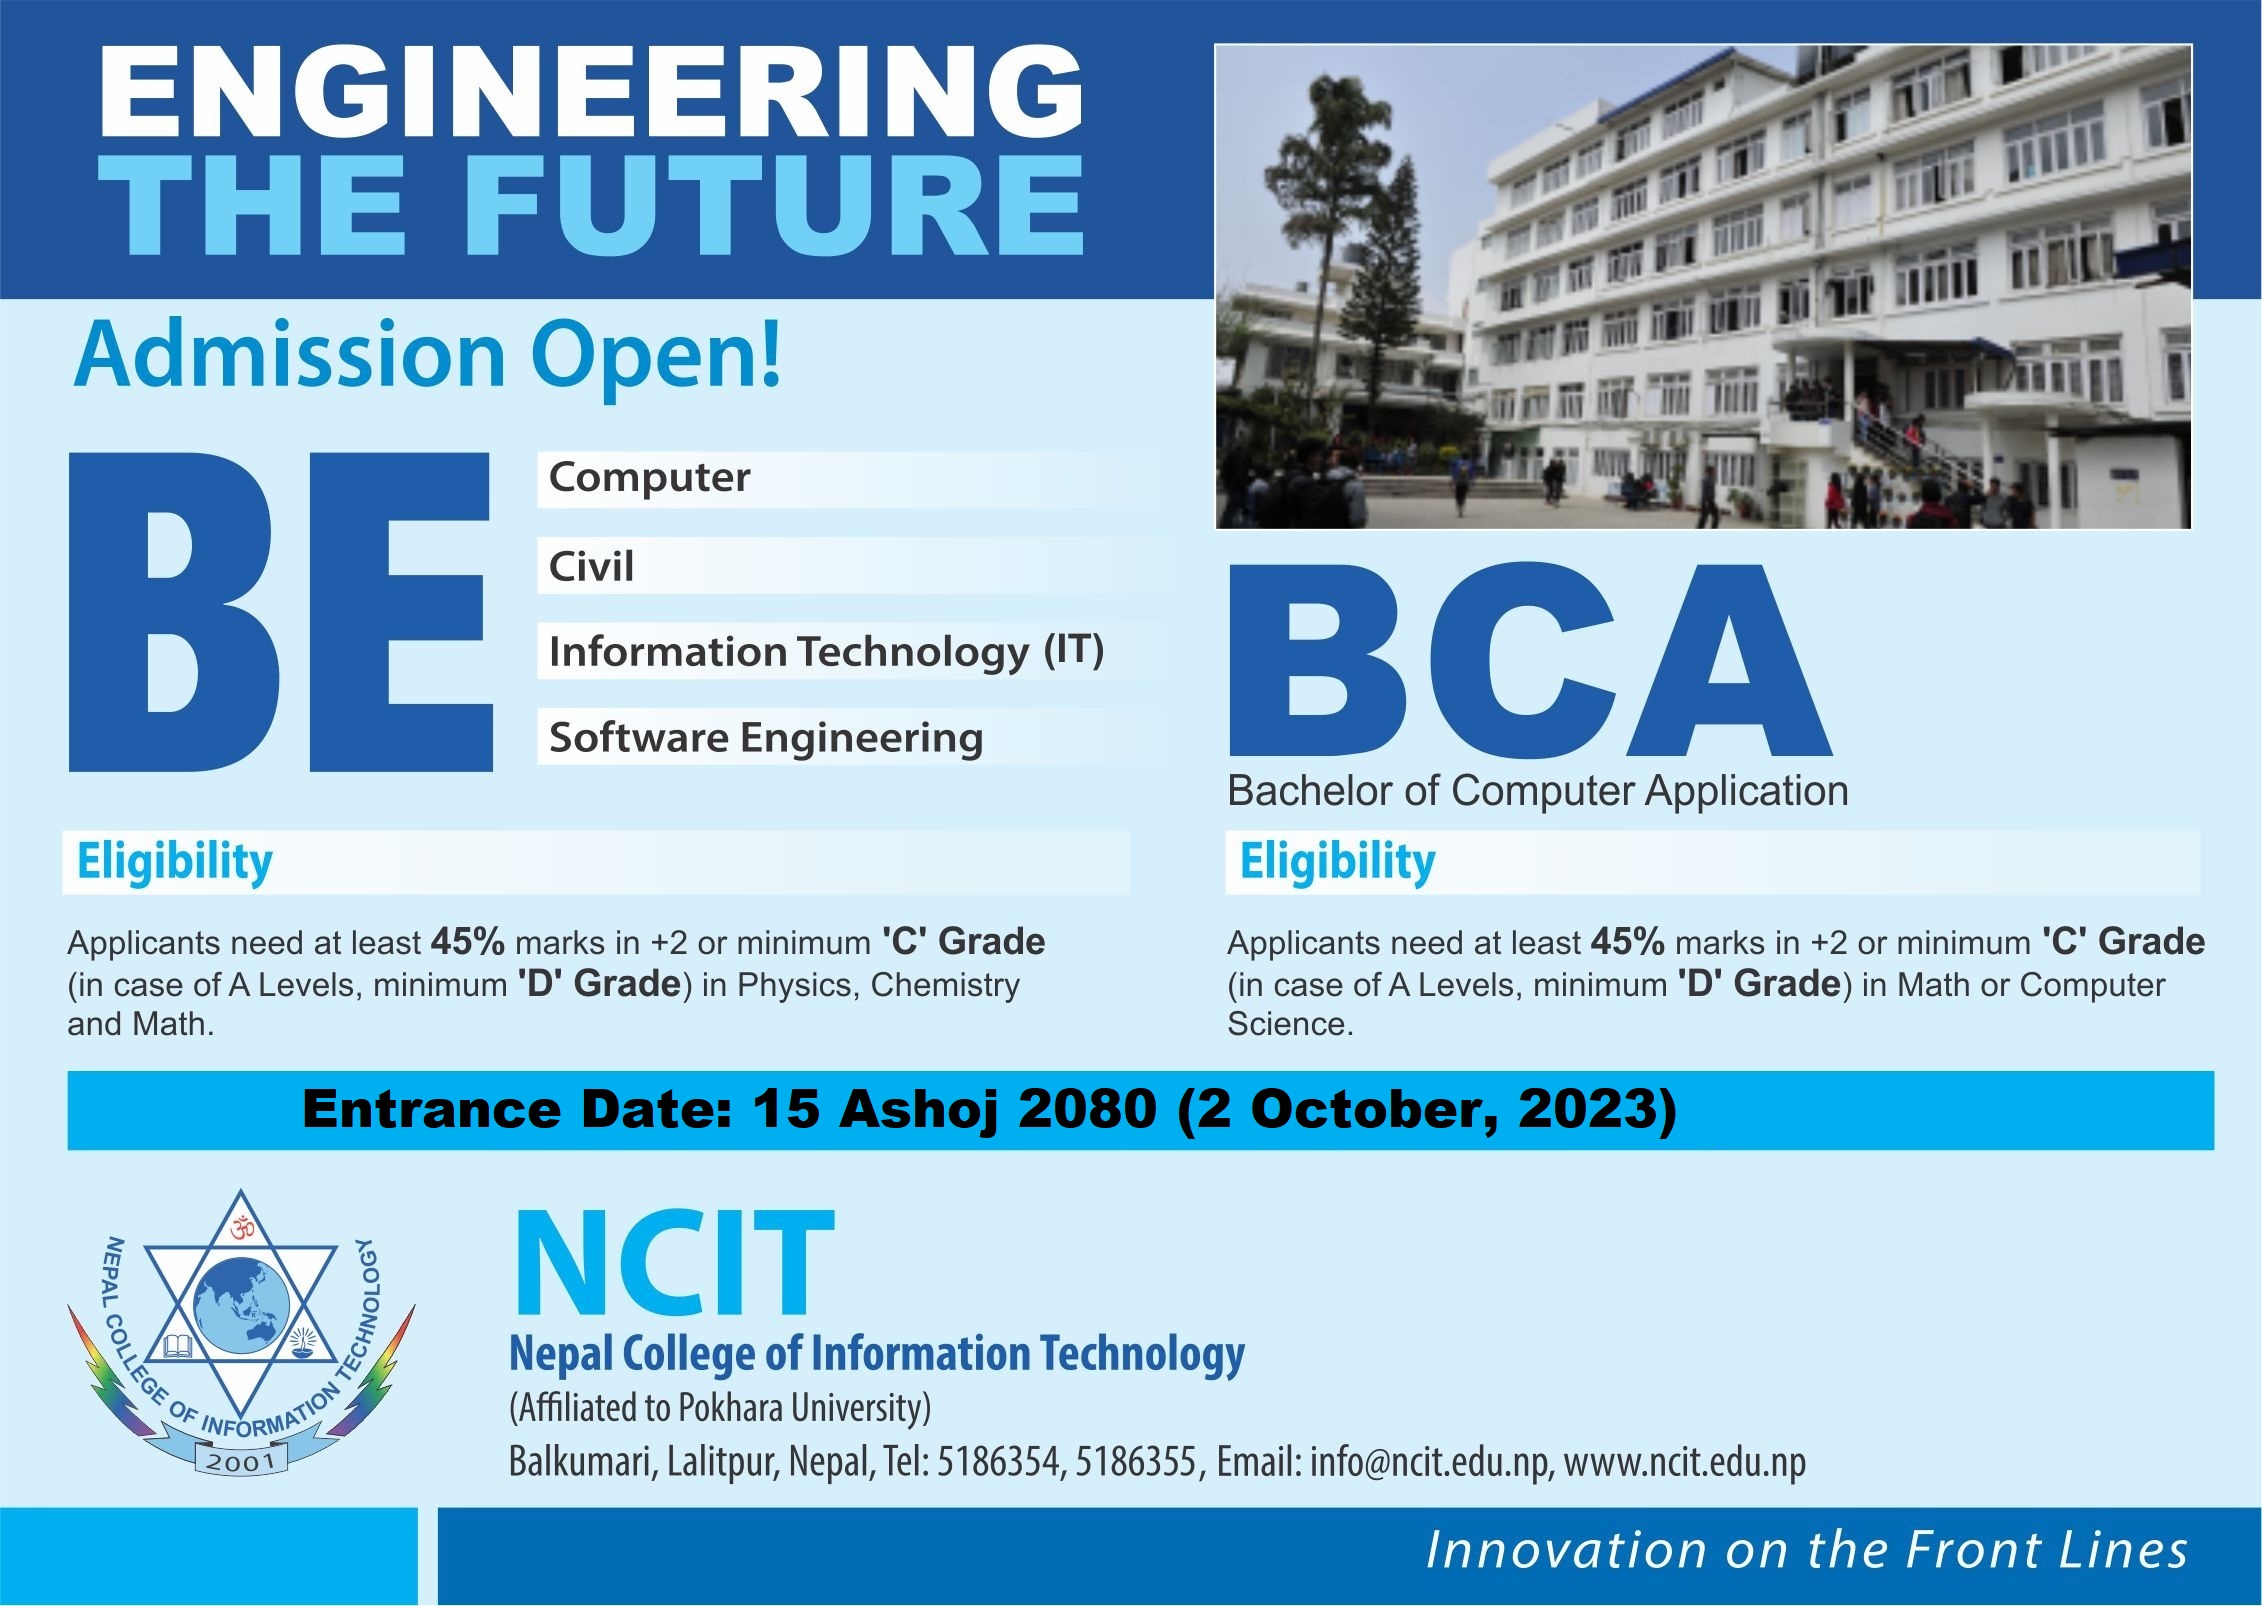 ENGINEERING
THE FUTURE
Admission Open!
BE
Computer
Civil
Information Technology (IT)
Software Engineering
Eligibility
Applicants need at least 45% marks in +2 or minimum 'C' Grade
(in case of A Levels, minimum 'D' Grade) in Physics, Chemistry
and Math.
BCA
Bachelor of Computer Application
Eligibility
Applicants need at least 45% marks in +2 or minimum 'C' Grade
(in case of A Levels, minimum 'D' Grade) in Math or Computer
Science.
Entrance Date: 15 Ashoj 2080 (2 October, 2023)
ॐ
NEPAL COLLEGE OF INFORMATION TECHNOLOGY
2001
NCIT
Nepal College of Information Technology
(Affiliated to Pokhara University)
Balkumari, Lalitpur, Nepal, Tel: 5186354, 5186355, Email: info@ncit.edu.np, www.ncit.edu.np
Innovation on the Front Lines